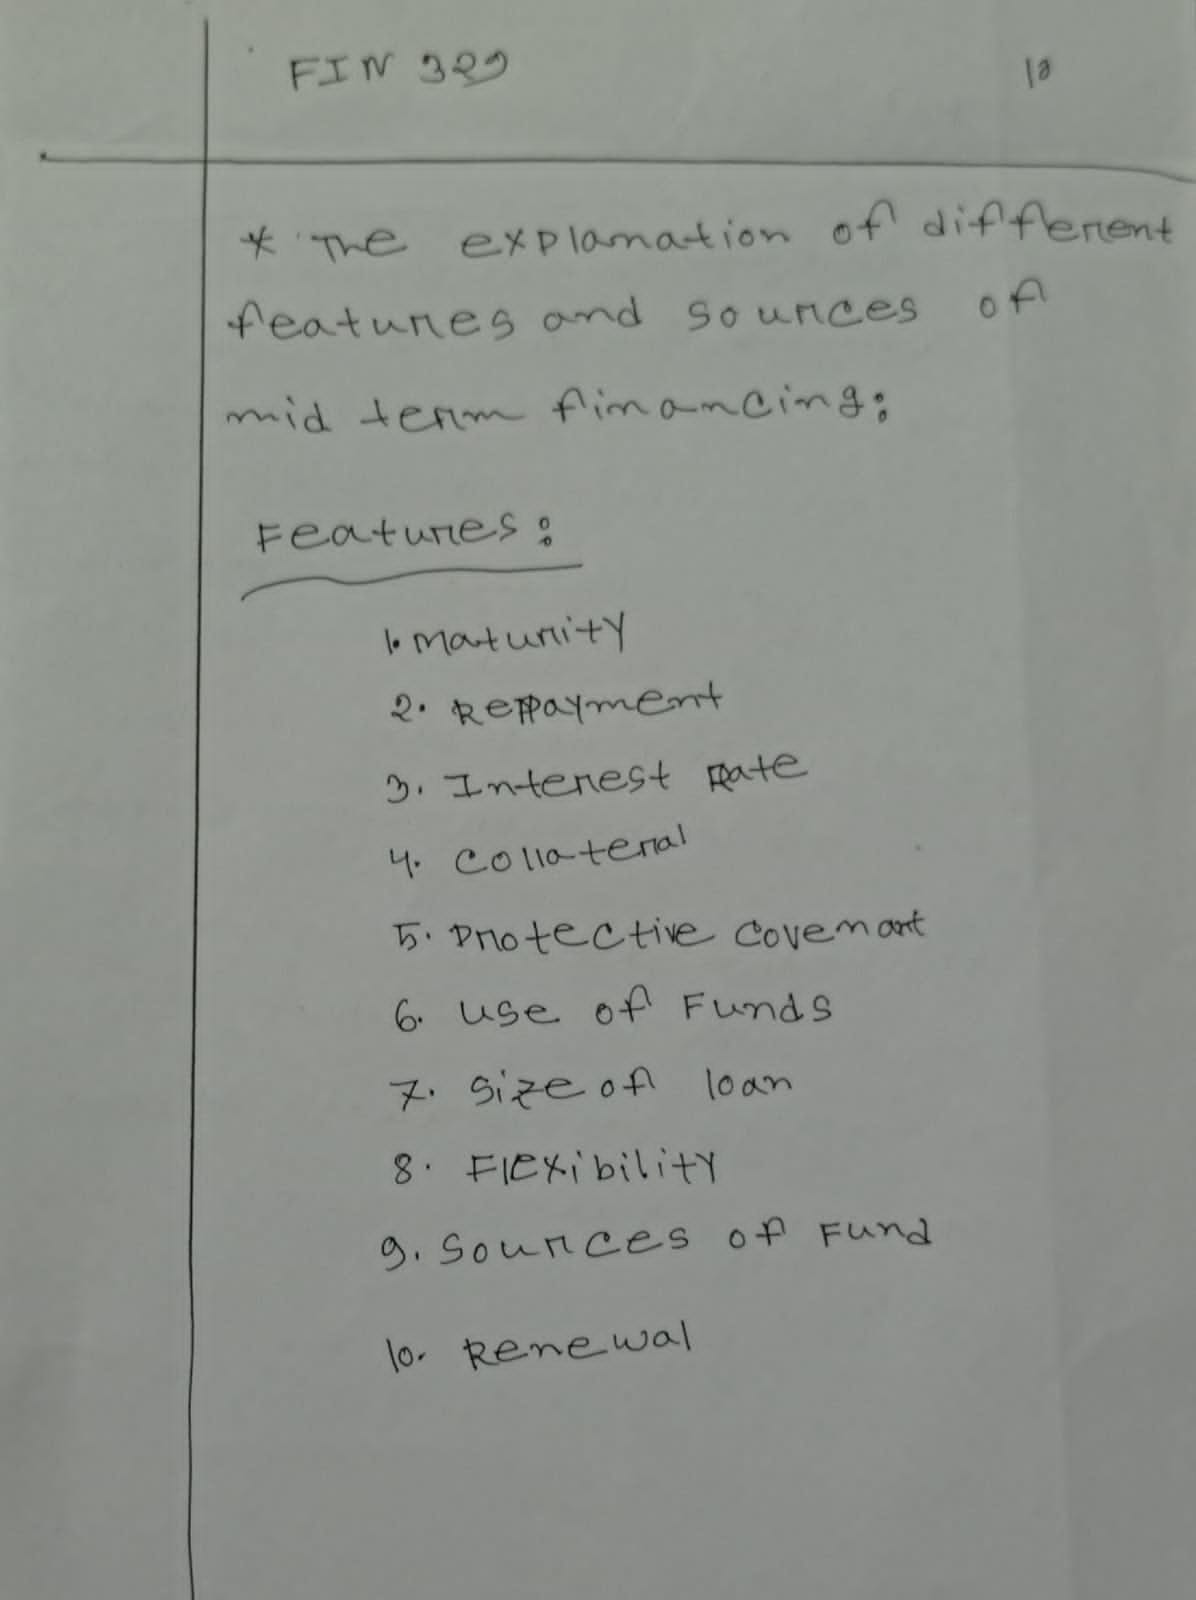 FIN 329
* The explanation of different
features and sources of
mid term financing:
Features:
1. Maturity
2. Repayment
3. Interest Rate
4. Collateral
5. Protective covenant
6. Use of Funds
7. Size of loan
8. Flexibility
9. Sources of Fund
10. Renewal